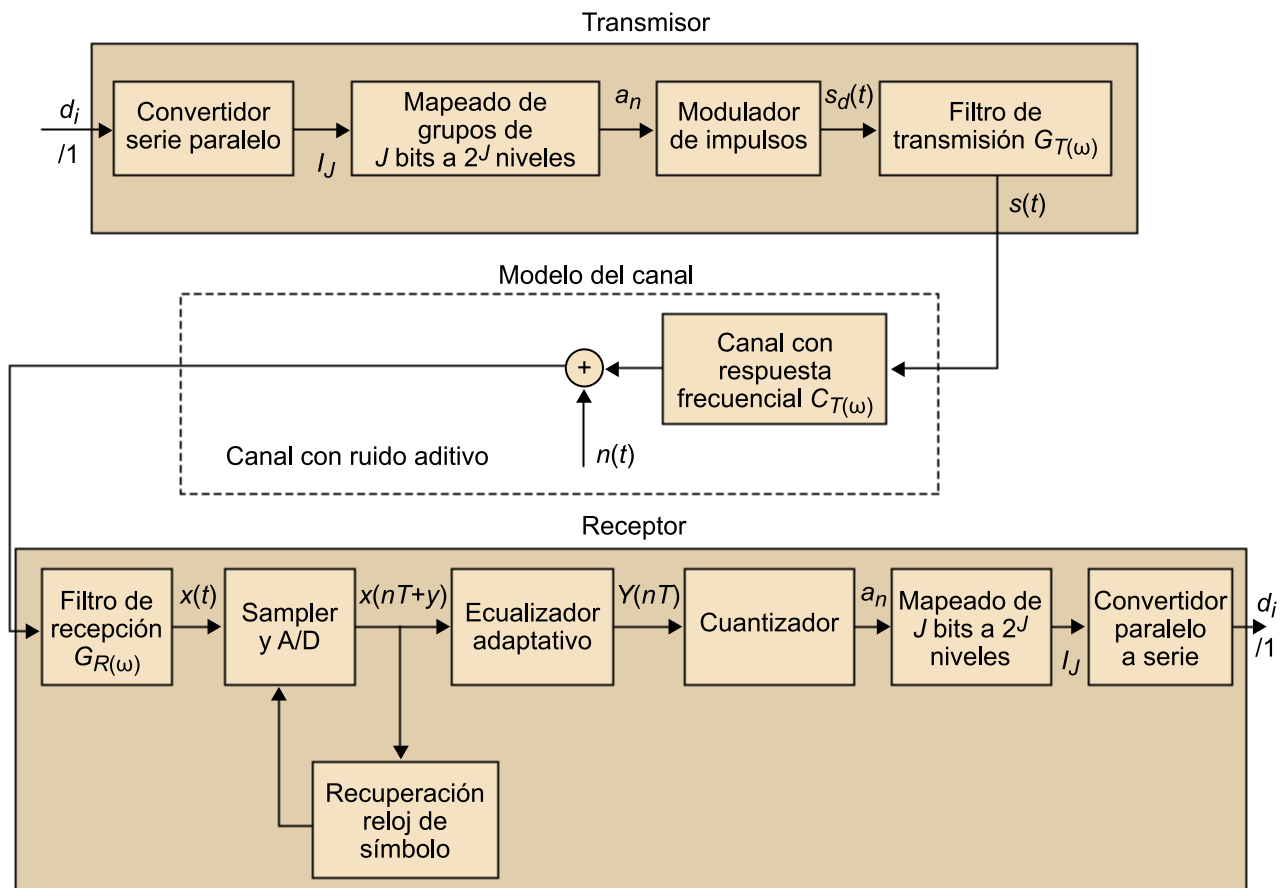 Transmisor
d_i
/1
Convertidor
serie paralelo
I_J
Mapeado de
grupos de
J bits a 2^J niveles
a_n
Modulador
de impulsos
s_d(t)
Filtro de
transmisión G_T(ω)
s(t)
Modelo del canal
Canal con
respuesta
frecuencial C_T(ω)
+
n(t)
Canal con ruido aditivo
Receptor
Filtro de
recepción
G_R(ω)
x(t)
Sampler
y A/D
x(nT+y)
Ecualizador
adaptativo
Y(nT)
Cuantizador
a_n
Mapeado de
J bits a 2^J
niveles
I_J
Convertidor
paralelo
a serie
d_i
/1
Recuperación
reloj de
símbolo